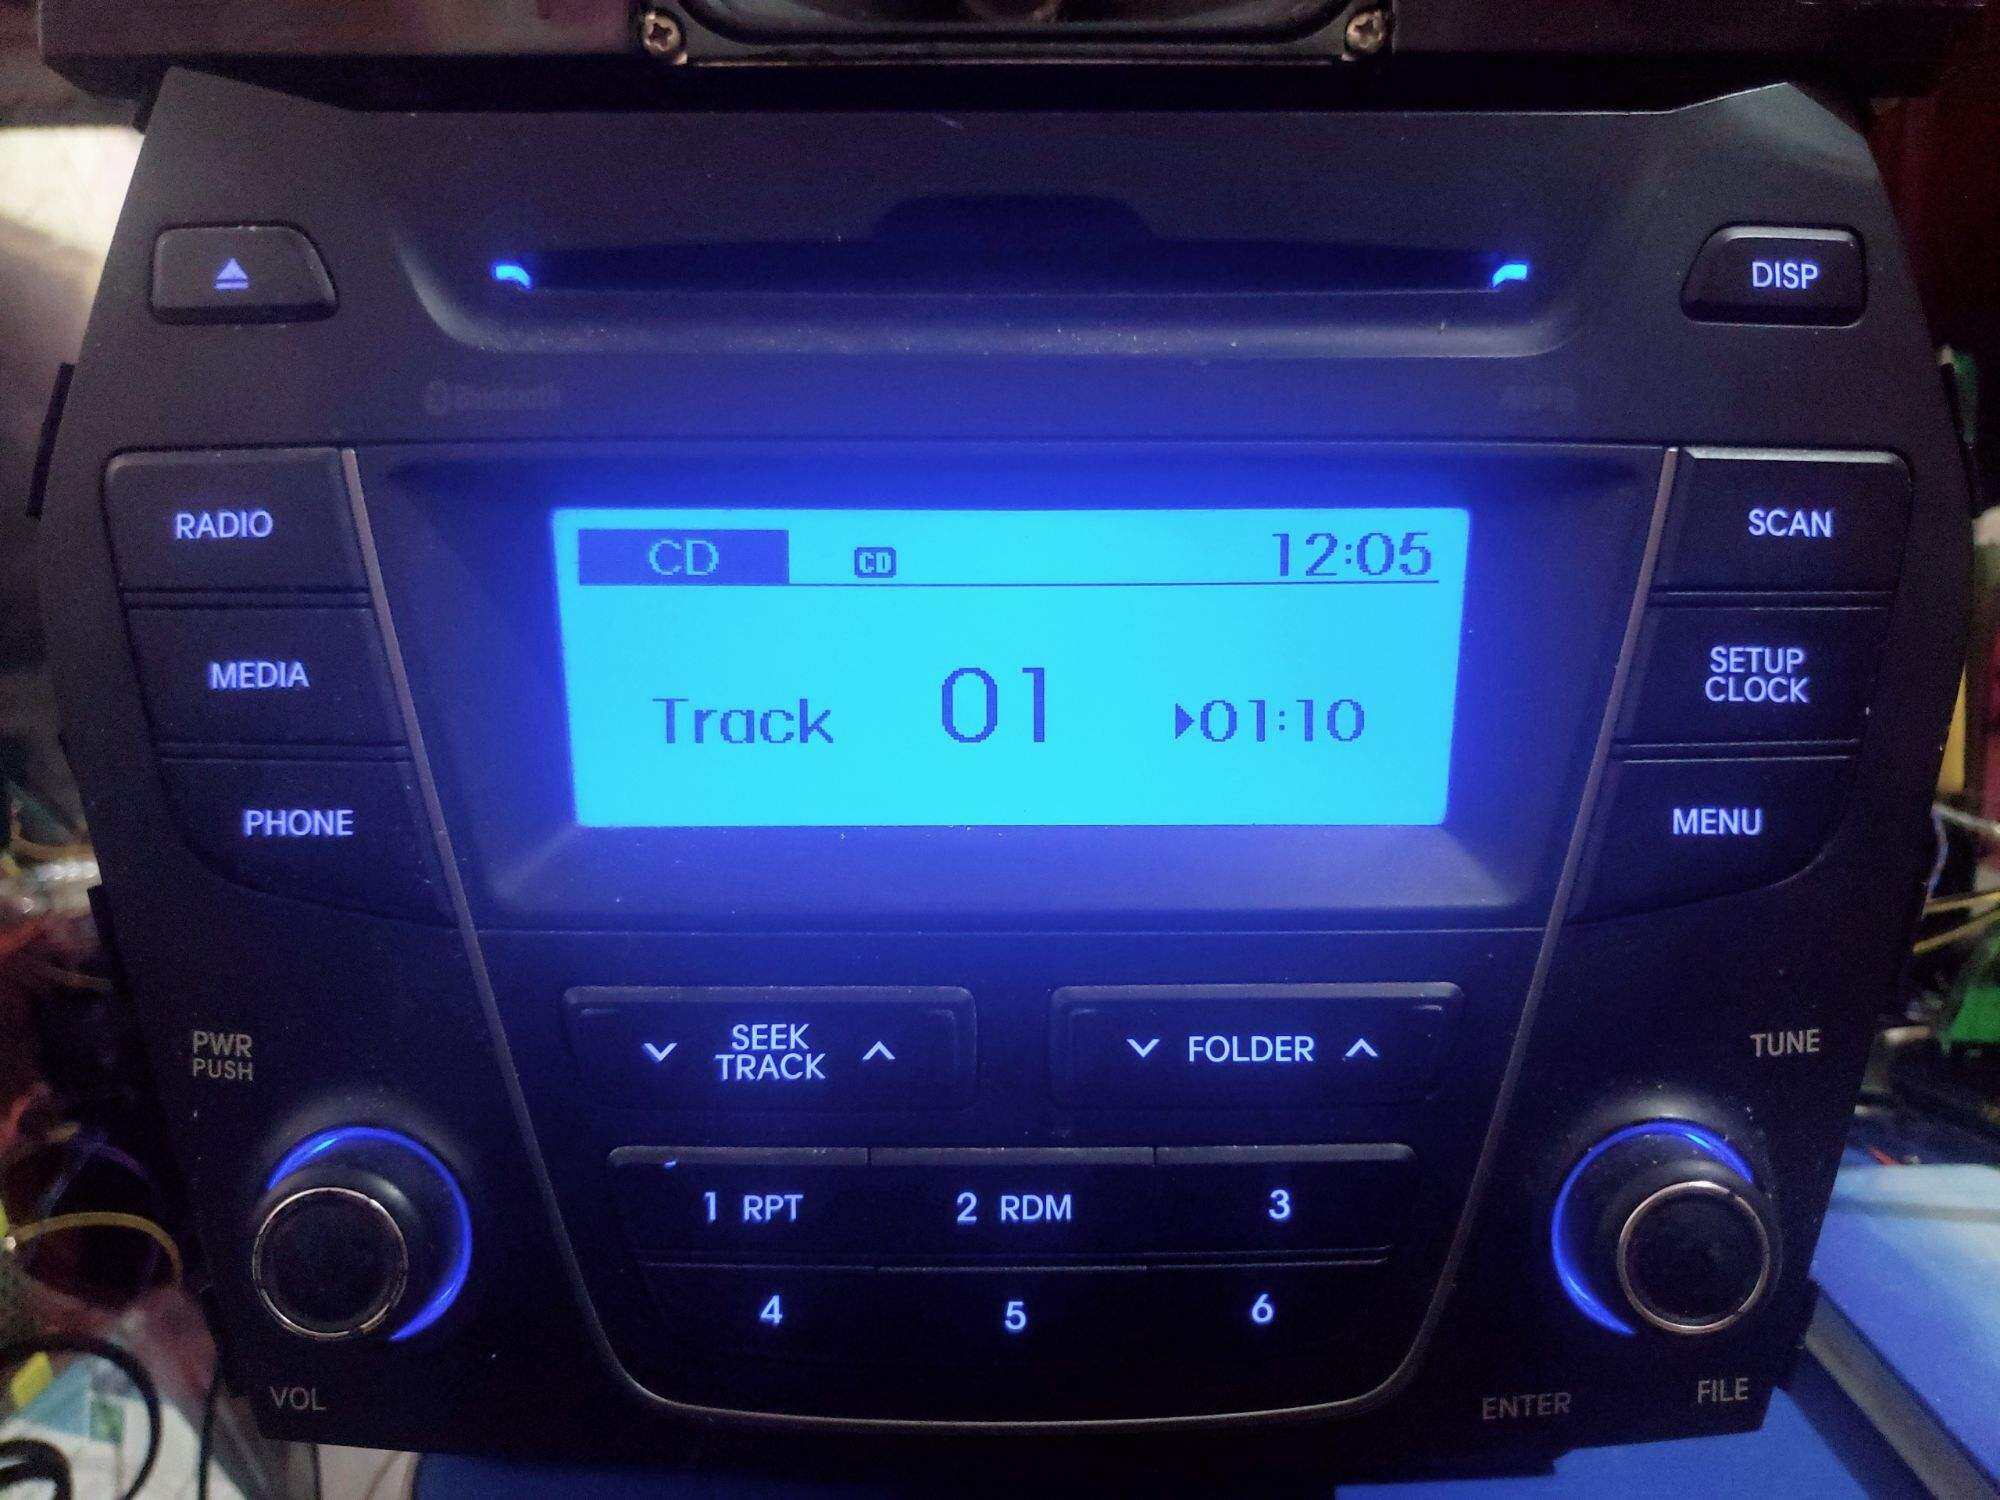 DISP
Bluetooth
RADIO
SCAN
CD CD 12:05
MEDIA
SETUP
CLOCK
Track 01 01:10
PHONE
MENU
PWR
PUSH
SEEK
TRACK
FOLDER
TUNE
1 RPT 2 RDM 3
4 5 6
VOL
ENTER
FILE